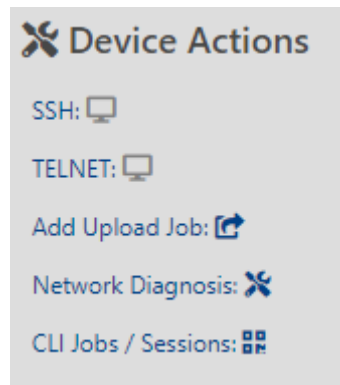 Device Actions
SSH:
TELNET:
Add Upload Job:
Network Diagnosis:
CLI Jobs / Sessions: